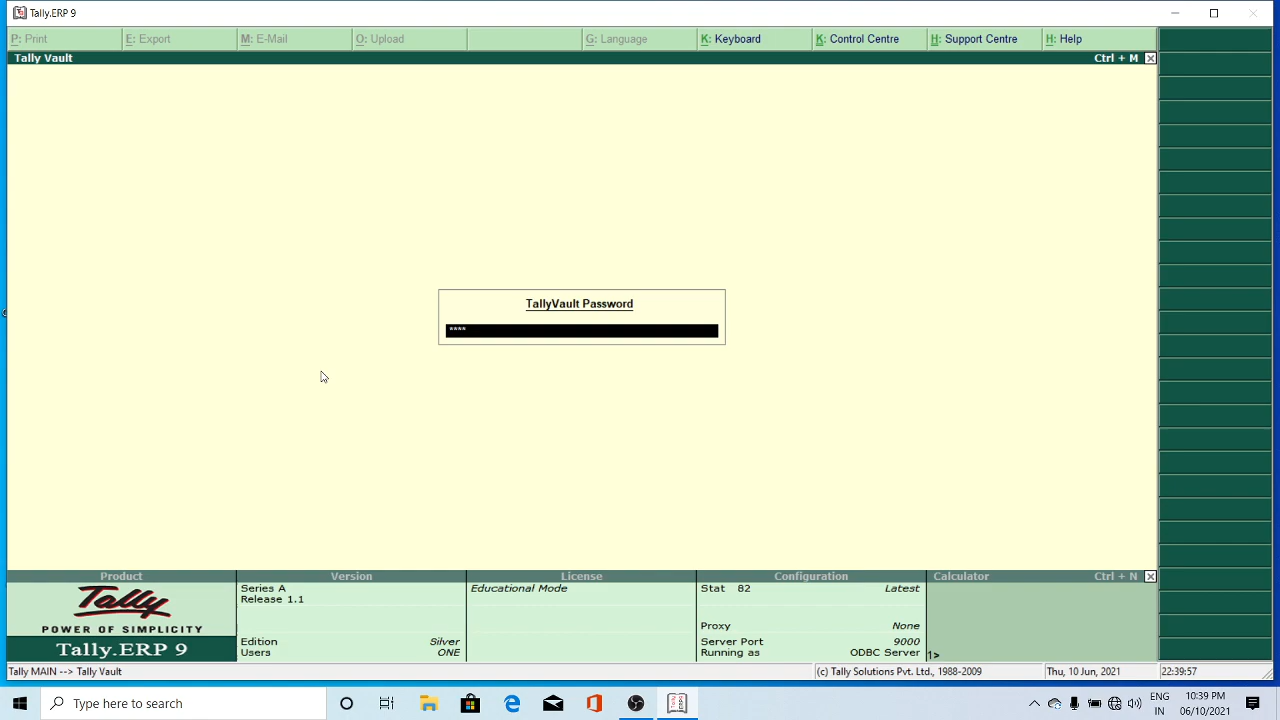 Tally.ERP 9
P: Print
E: Export
M: E-Mail
O: Upload
G: Language
K: Keyboard
K: Control Centre
H: Support Centre
H: Help
Tally Vault
Ctrl + M
TallyVault Password
****
Product
Version
License
Configuration
Calculator
Ctrl + N
Tally
POWER OF SIMPLICITY
Tally.ERP 9
Series A
Release 1.1
Edition Silver
Users ONE
Educational Mode
Stat 82 Latest
Proxy None
Server Port 9000
Running as ODBC Server
1>
Tally MAIN --> Tally Vault
(c) Tally Solutions Pvt. Ltd., 1988-2009
Thu, 10 Jun, 2021
22:39:57
Type here to search
ENG
IN
10:39 PM
06/10/2021